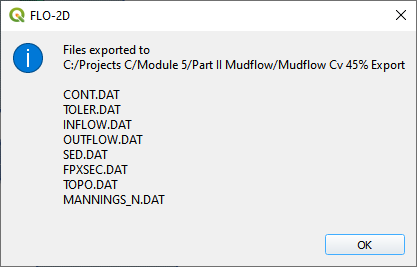 FLO-2D
Files exported to
C:/Projects C/Module 5/Part II Mudflow/Mudflow Cv 45% Export
CONT.DAT
TOLER.DAT
INFLOW.DAT
OUTFLOW.DAT
SED.DAT
FPXSEC.DAT
TOPO.DAT
MANNINGS_N.DAT
OK